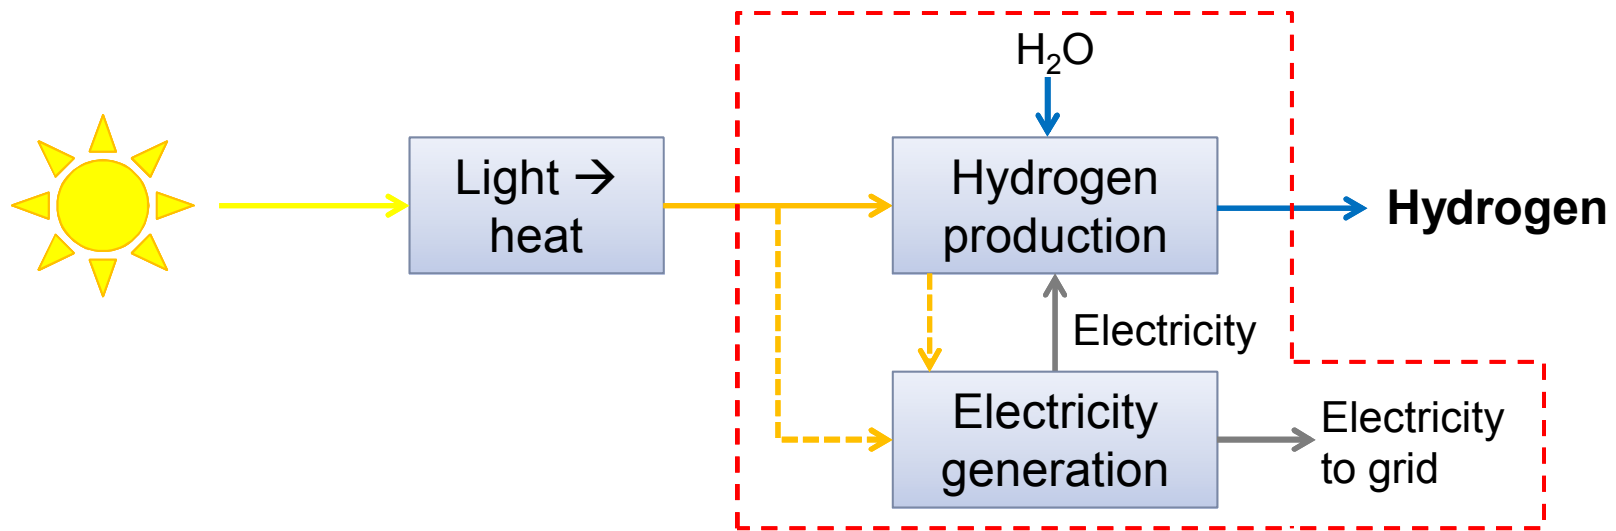 H₂O
Light →
heat
Hydrogen
production
Hydrogen
Electricity
Electricity
generation
Electricity
to grid